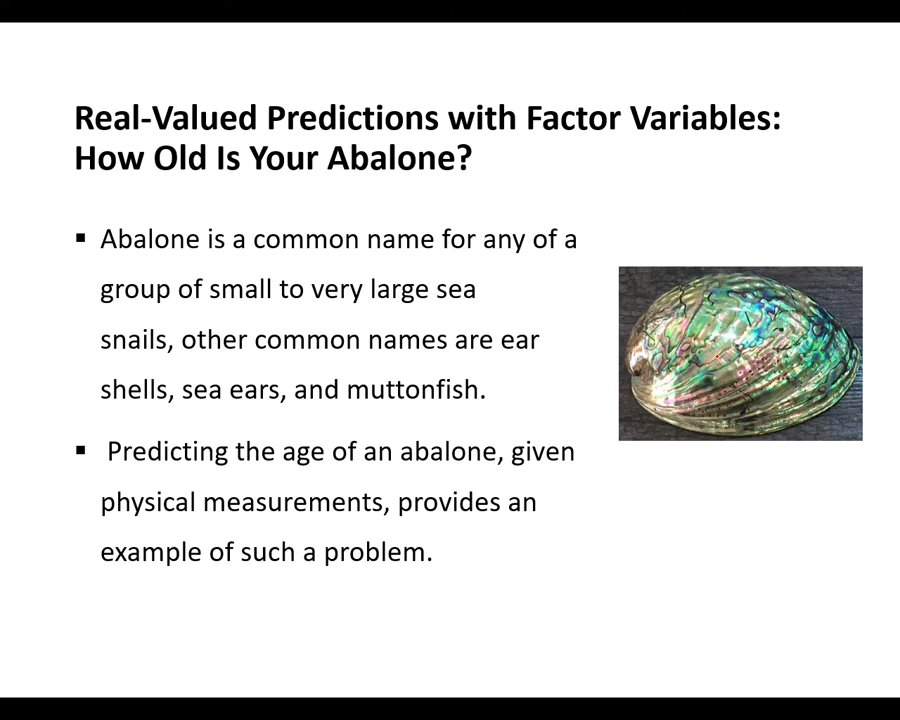 Real-Valued Predictions with Factor Variables:
How Old Is Your Abalone?
▪ Abalone is a common name for any of a
group of small to very large sea
snails, other common names are ear
shells, sea ears, and muttonfish.
▪ Predicting the age of an abalone, given
physical measurements, provides an
example of such a problem.